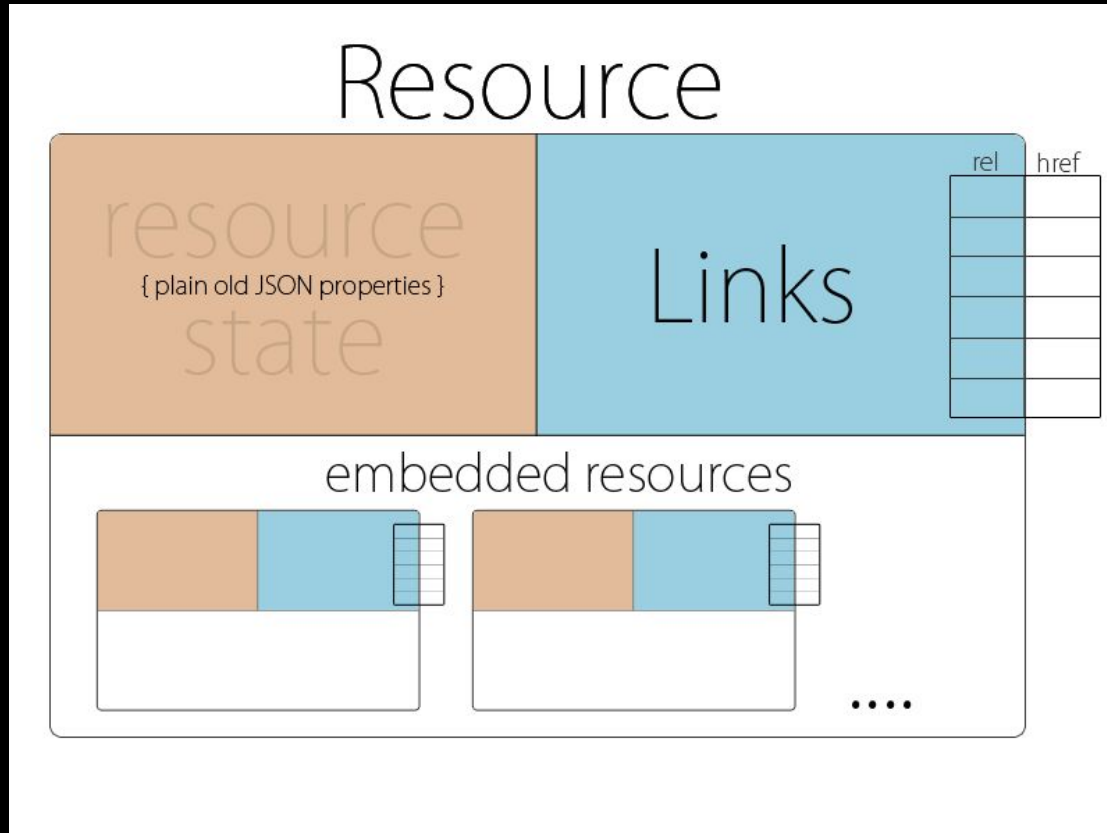 Resource
resource
{ plain old JSON properties }
state
Links
rel href
embedded resources
....